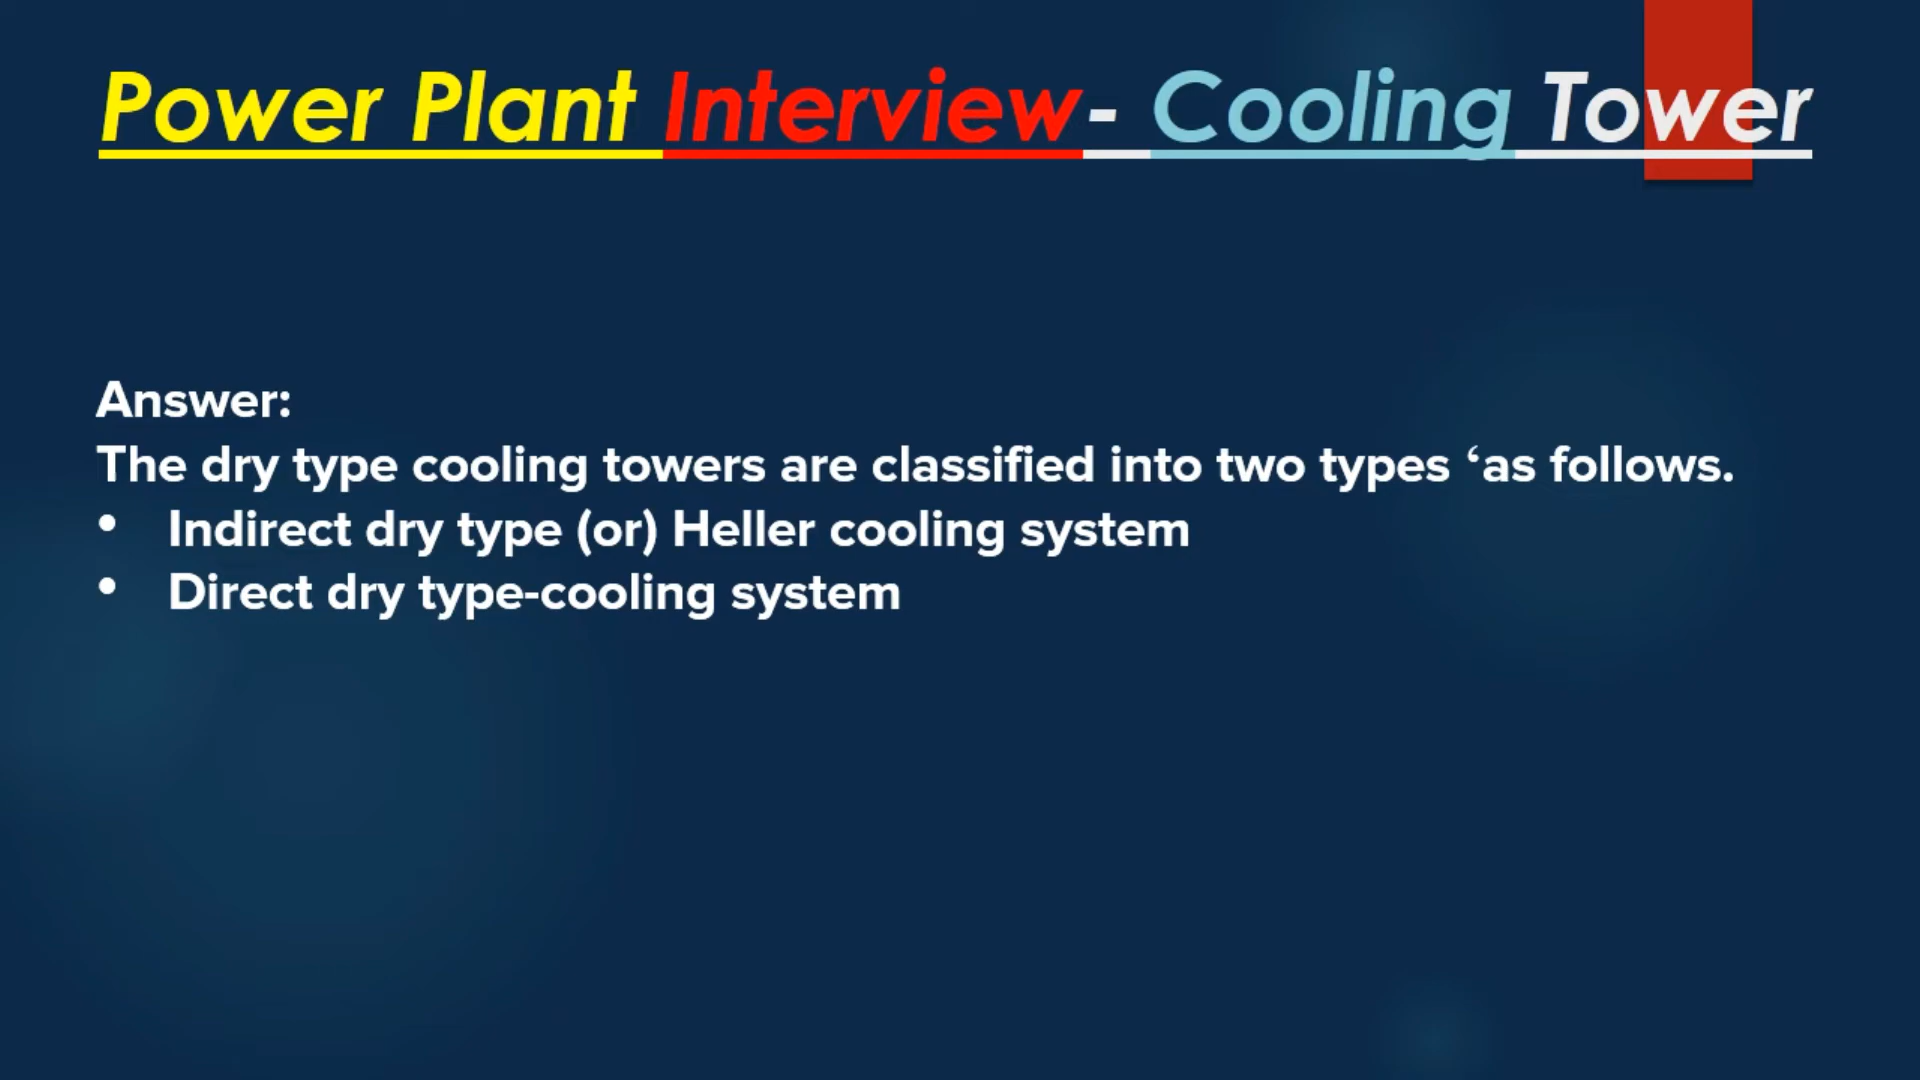 Power Plant Interview- Cooling Tower
Answer:
The dry type cooling towers are classified into two types ‘as follows.
• Indirect dry type (or) Heller cooling system
• Direct dry type-cooling system